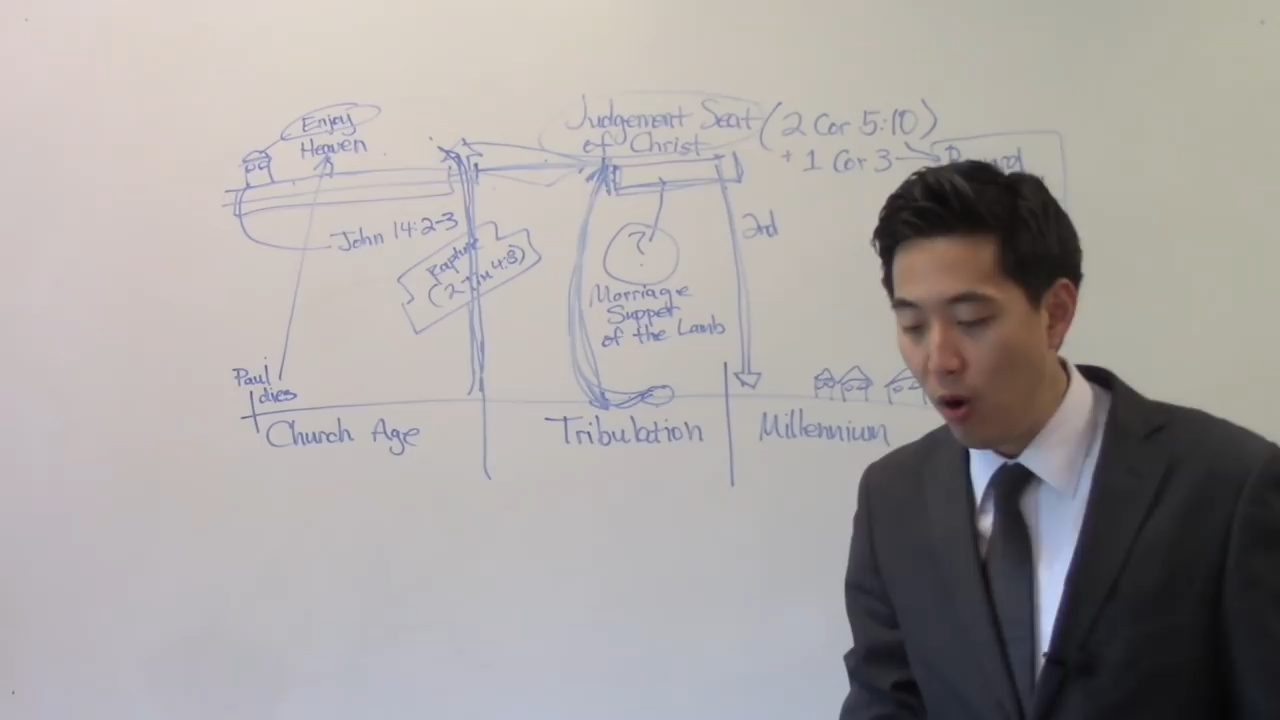 Enjoy
Heaven
Judgement Seat (2 Cor 5:10)
of Christ + 1 Cor 3
John 14:2-3
Rapture
2nd
?
Marriage
Supper
of the Lamb
Paul
dies
Church Age
Tribulation
Millennium